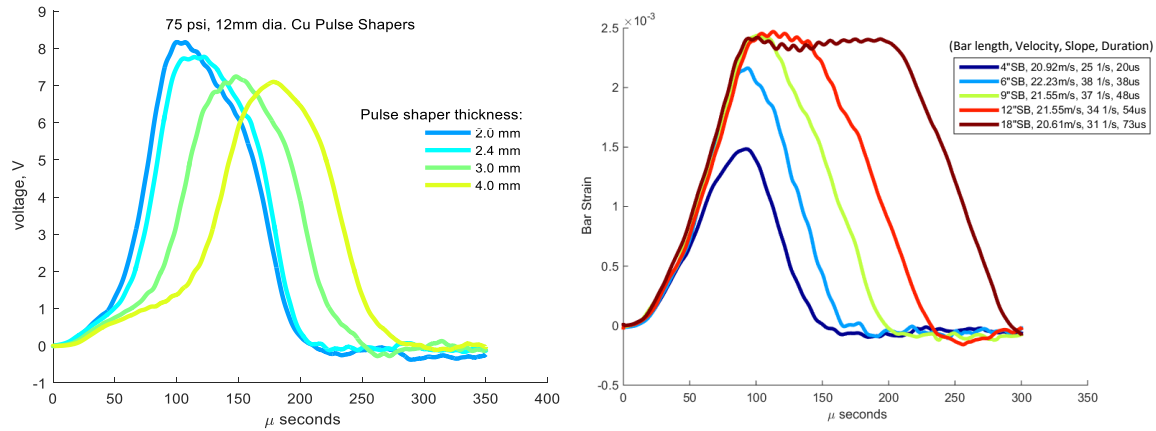 75 psi, 12mm dia. Cu Pulse Shapers
9
8
7
6
5
4
3
2
1
0
-1
voltage, V
Pulse shaper thickness:
2.0 mm
2.4 mm
3.0 mm
4.0 mm
0 50 100 150 200 250 300 350 400
μ seconds
×10⁻³
2.5
2
1.5
1
0.5
0
-0.5
Bar Strain
(Bar length, Velocity, Slope, Duration)
4"SB, 20.92m/s, 25 1/s, 20us
6"SB, 22.23m/s, 38 1/s, 38us
9"SB, 21.55m/s, 37 1/s, 48us
12"SB, 21.55m/s, 34 1/s, 54us
18"SB, 20.61m/s, 31 1/s, 73us
0 50 100 150 200 250 300 350
μ seconds